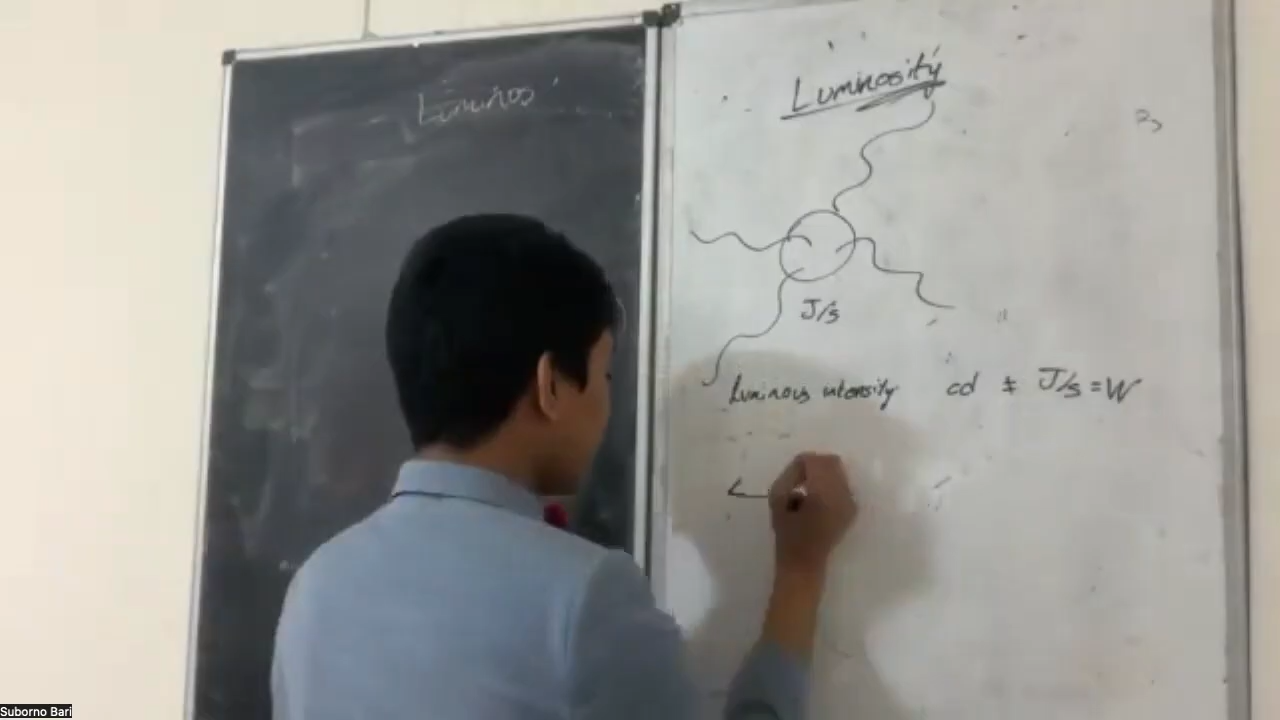 Luminos
Luminosity
J/s
Luminous intensity cd ≠ J/s = W
Suborno Bari